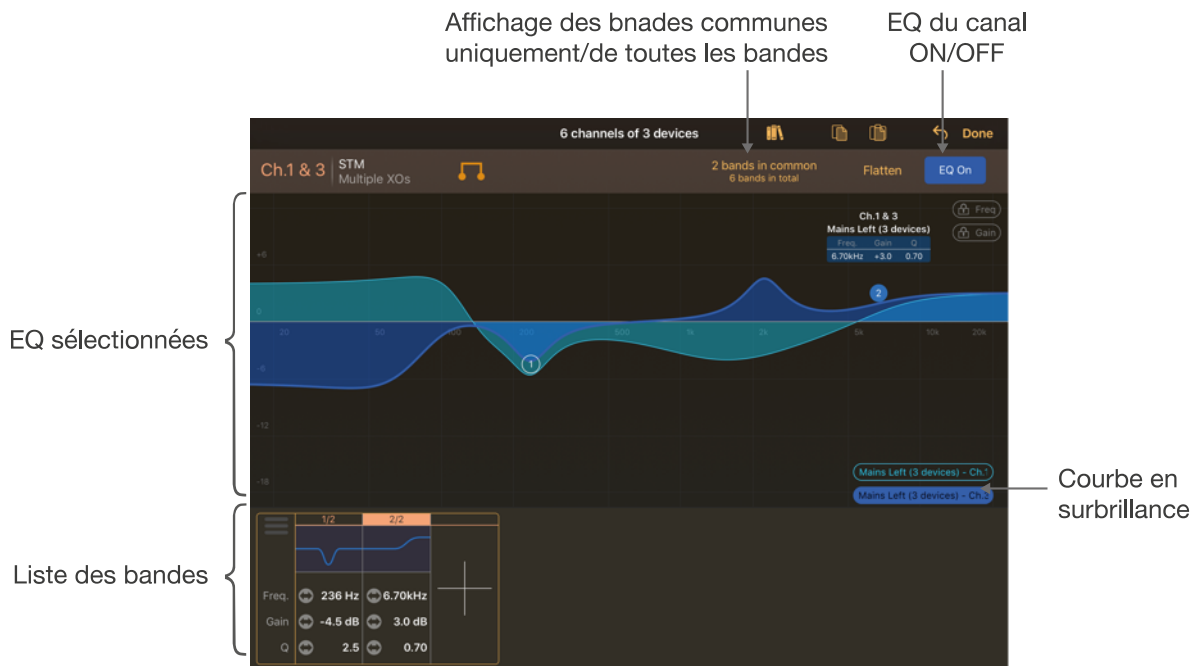 Affichage des bnades communes
uniquement/de toutes les bandes
EQ du canal
ON/OFF
6 channels of 3 devices
Done
Ch.1 & 3
STM
Multiple XOs
2 bands in common
6 bands in total
Flatten
EQ On
Freq
Gain
Ch.1 & 3
Mains Left (3 devices)
Freq. Gain Q
6.70kHz +3.0 0.70
+6
0
20 60 100 200 600 1k 2k 6k 10k 20k
-6
-12
-18
1
2
EQ sélectionnées
Mains Left (3 devices) - Ch.1
Mains Left (3 devices) - Ch.3
Courbe en
surbrillance
Liste des bandes
1/2 2/2
Freq. 236 Hz 6.70kHz
Gain -4.5 dB 3.0 dB
Q 2.5 0.70